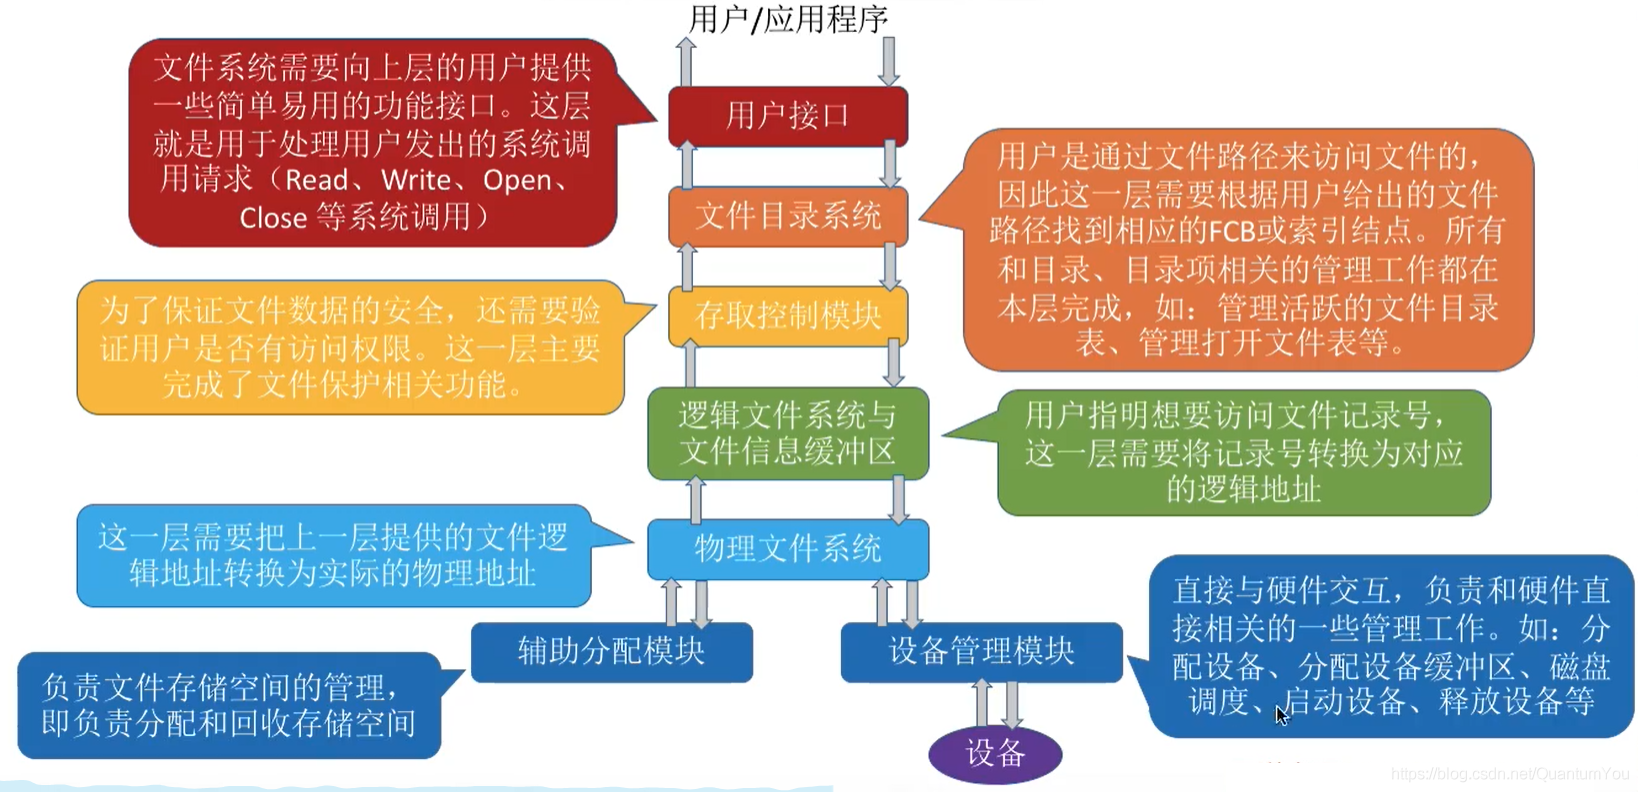 用户/应用程序
文件系统需要向上层的用户提供
一些简单易用的功能接口。这层
就是用于处理用户发出的系统调
用请求（Read、Write、Open、
Close 等系统调用）
用户接口
文件目录系统
用户是通过文件路径来访问文件的，
因此这一层需要根据用户给出的文件
路径找到相应的FCB或索引结点。所有
和目录、目录项相关的管理工作都在
本层完成，如：管理活跃的文件目录
表、管理打开文件表等。
为了保证文件数据的安全，还需要验
证用户是否有访问权限。这一层主要
完成了文件保护相关功能。
存取控制模块
逻辑文件系统与
文件信息缓冲区
用户指明想要访问文件记录号，
这一层需要将记录号转换为对应
的逻辑地址
这一层需要把上一层提供的文件逻
辑地址转换为实际的物理地址
物理文件系统
辅助分配模块
设备管理模块
直接与硬件交互，负责和硬件直
接相关的一些管理工作。如：分
配设备、分配设备缓冲区、磁盘
调度、启动设备、释放设备等
负责文件存储空间的管理，
即负责分配和回收存储空间
设备
https://blog.csdn.net/QuantumYou